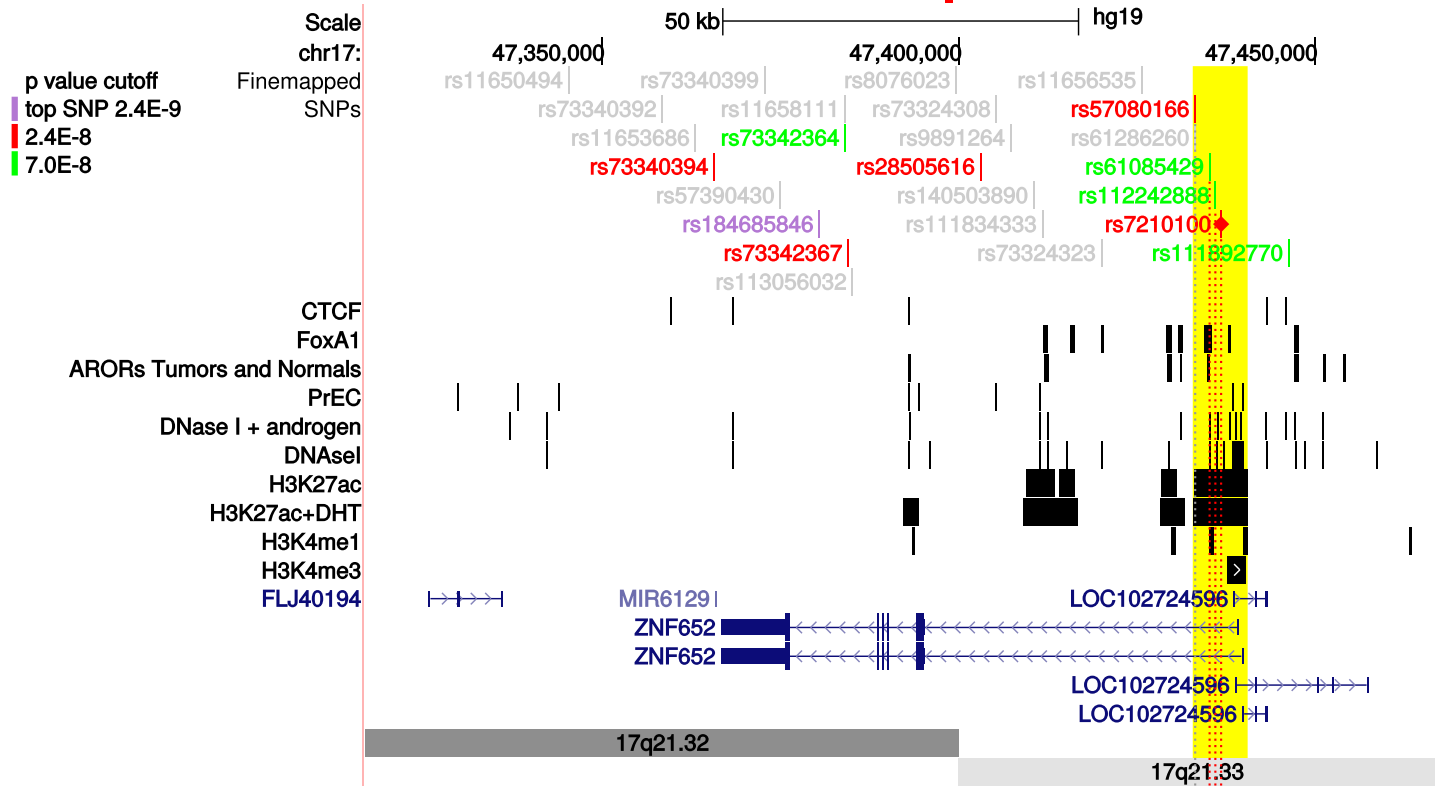 Scale 50 kb hg19
chr17: 47,350,000 47,400,000 47,450,000
p value cutoff Finemapped rs11650494 rs73340399 rs8076023 rs11656535
top SNP 2.4E-9 SNPs rs73340392 rs11658111 rs73324308 rs57080166
2.4E-8 rs11653686 rs73342364 rs9891264 rs61286260
7.0E-8 rs73340394 rs28505616 rs61085429
rs57390430 rs140503890 rs112242888
rs184685846 rs111834333 rs7210100
rs73342367 rs73324323 rs111892770
rs113056032
CTCF
FoxA1
ARORs Tumors and Normals
PrEC
DNase I + androgen
DNAseI
H3K27ac
H3K27ac+DHT
H3K4me1
H3K4me3
FLJ40194 MIR6129 LOC102724596
ZNF652
ZNF652
LOC102724596
LOC102724596
17q21.32
17q21.33